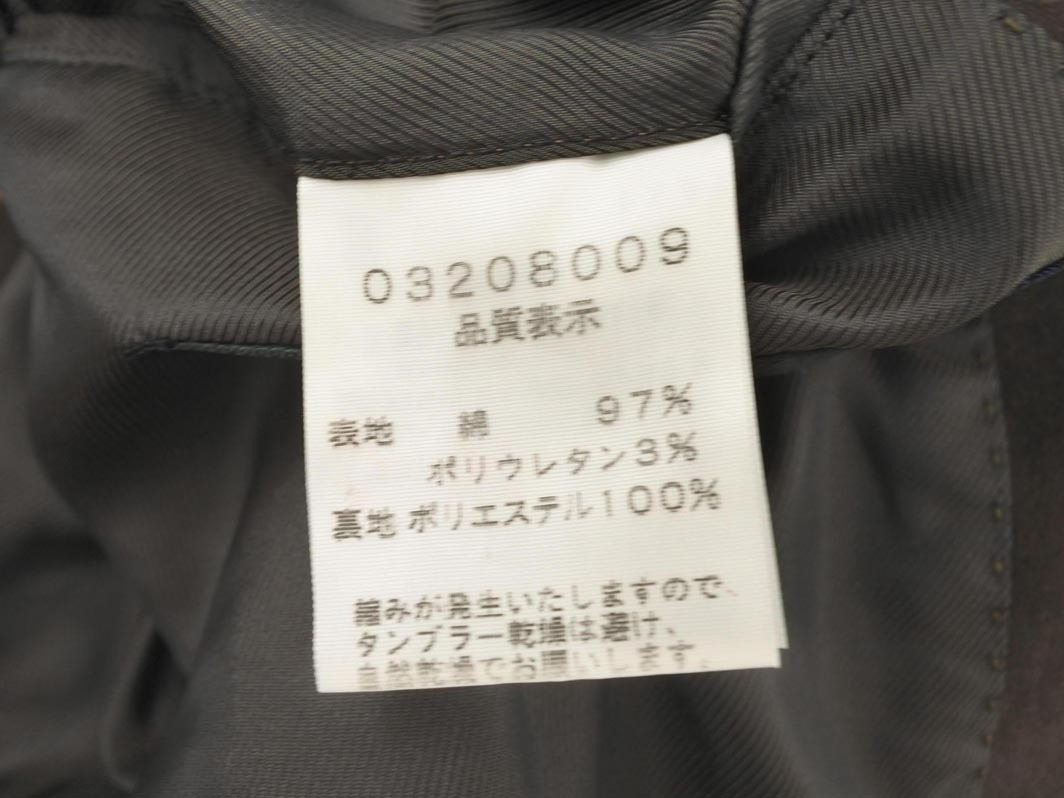 03208009
品質表示
表地 綿 97%
ポリウレタン3%
裏地 ポリエステル100%
縮みが発生いたしますので、
タンブラー乾燥は避け、
自然乾燥でお願いします。